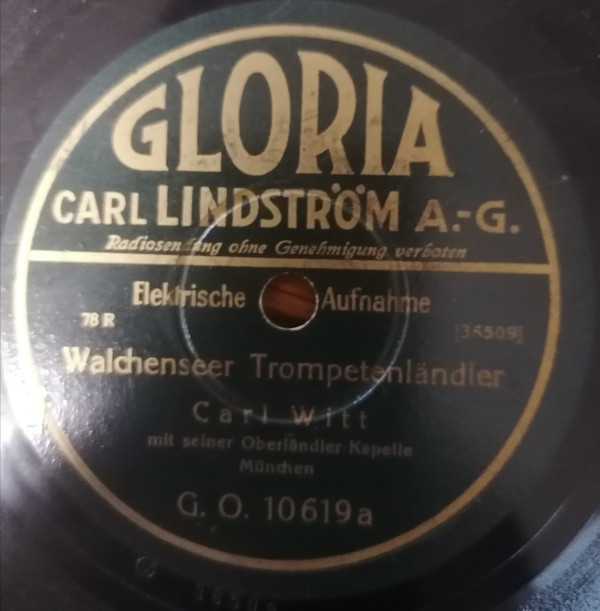 GLORIA
CARL LINDSTRÖM A.-G.
Radiosendung ohne Genehmigung verboten
Elektrische Aufnahme
78 R
[34509]
Walchenseer Trompetenländler
Carl Witt
mit seiner Oberländler-Kapelle
München
G. O. 10619a